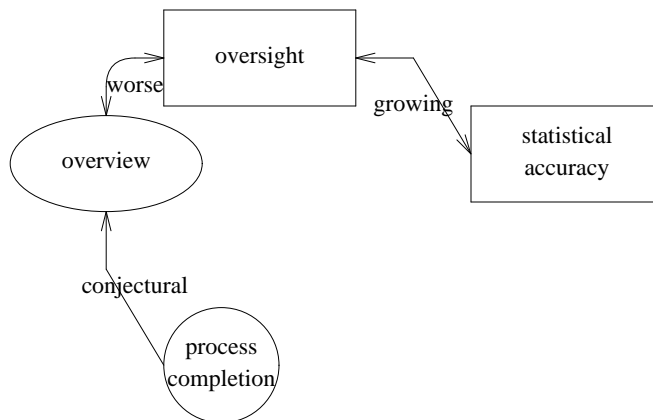 oversight
worse
growing
statistical
accuracy
overview
conjectural
process
completion